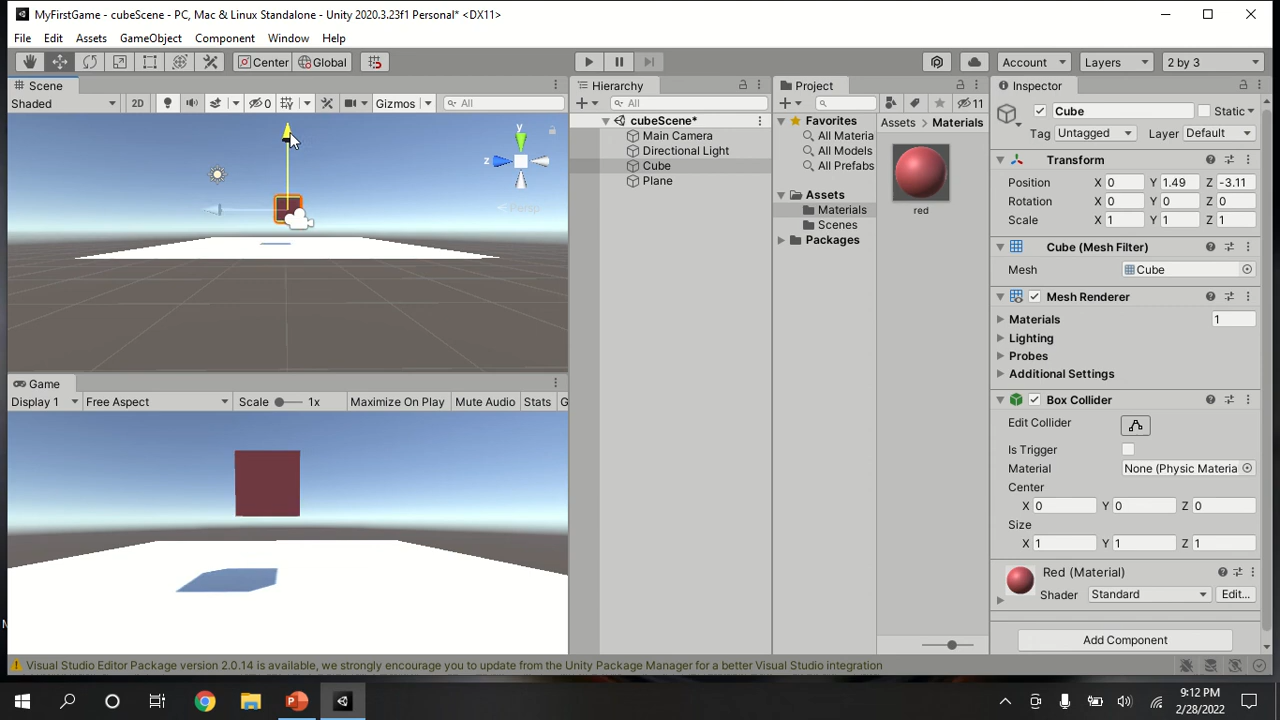 MyFirstGame - cubeScene - PC, Mac & Linux Standalone - Unity 2020.3.23f1 Personal* <DX11>
File Edit Assets GameObject Component Window Help
Center Global Account Layers 2 by 3
Scene
Shaded 2D 0 Gizmos All
y
z
Persp
Game
Display 1 Free Aspect Scale 1x Maximize On Play Mute Audio Stats G
Hierarchy
All
cubeScene*
Main Camera
Directional Light
Cube
Plane
Project
11
Favorites
All Materia
All Models
All Prefabs
Assets
Materials
Scenes
Packages
Assets > Materials
red
Inspector
Cube Static
Tag Untagged Layer Default
Transform
Position X 0 Y 1.49 Z -3.11
Rotation X 0 Y 0 Z 0
Scale X 1 Y 1 Z 1
Cube (Mesh Filter)
Mesh Cube
Mesh Renderer
Materials 1
Lighting
Probes
Additional Settings
Box Collider
Edit Collider
Is Trigger
Material None (Physic Materia
Center
X 0 Y 0 Z 0
Size
X 1 Y 1 Z 1
Red (Material)
Shader Standard Edit...
Add Component
Visual Studio Editor Package version 2.0.14 is available, we strongly encourage you to update from the Unity Package Manager for a better Visual Studio integration
9:12 PM
2/28/2022